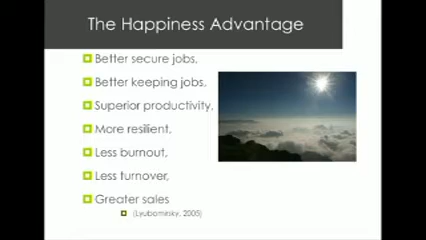 The Happiness Advantage
Better secure jobs,
Better keeping jobs,
Superior productivity,
More resilient,
Less burnout,
Less turnover,
Greater sales
(Lyubomirsky, 2005)